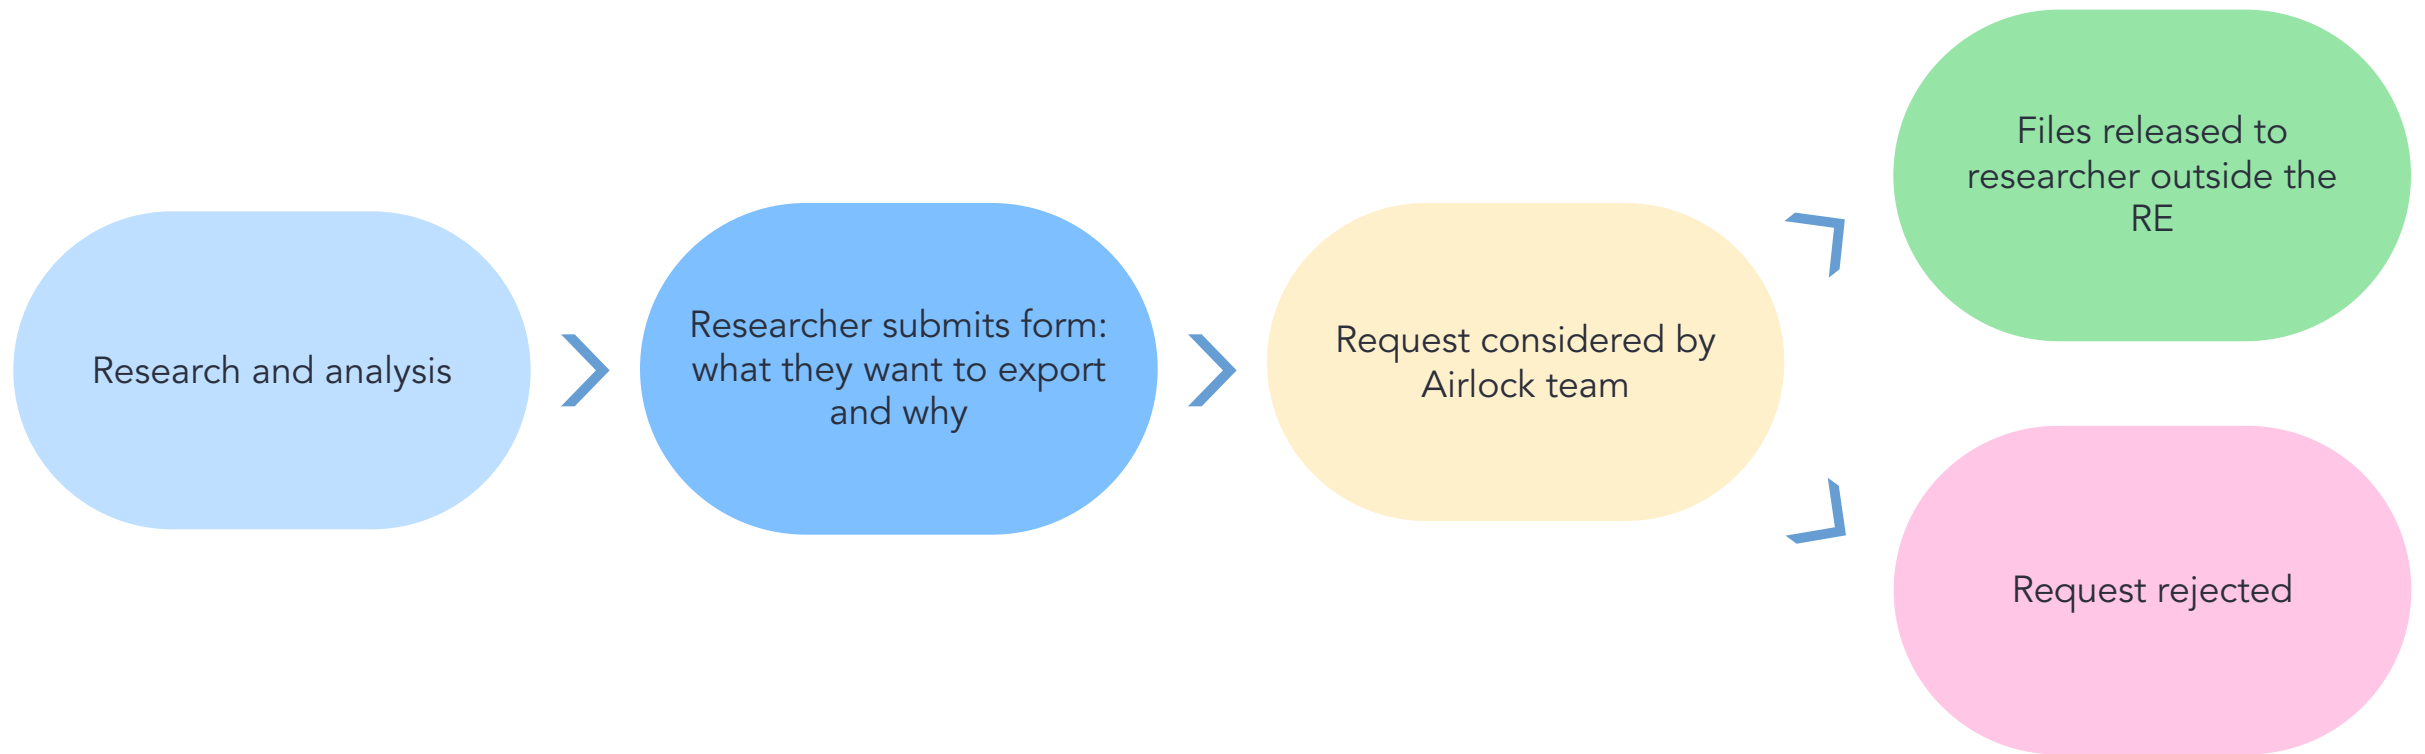 Research and analysis
Researcher submits form:
what they want to export
and why
Request considered by
Airlock team
Files released to
researcher outside the
RE
Request rejected